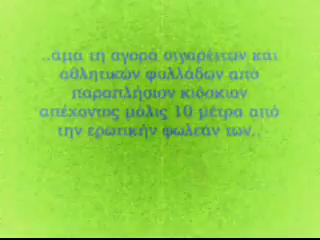 ..άμα τη αγορά σιγαρέττων και
αθλητικών φυλλάδων από
παραπλήσιον κιόσκιον
απέχοντος μόλις 10 μέτρα από
την ερωτικήν φωλεάν των..